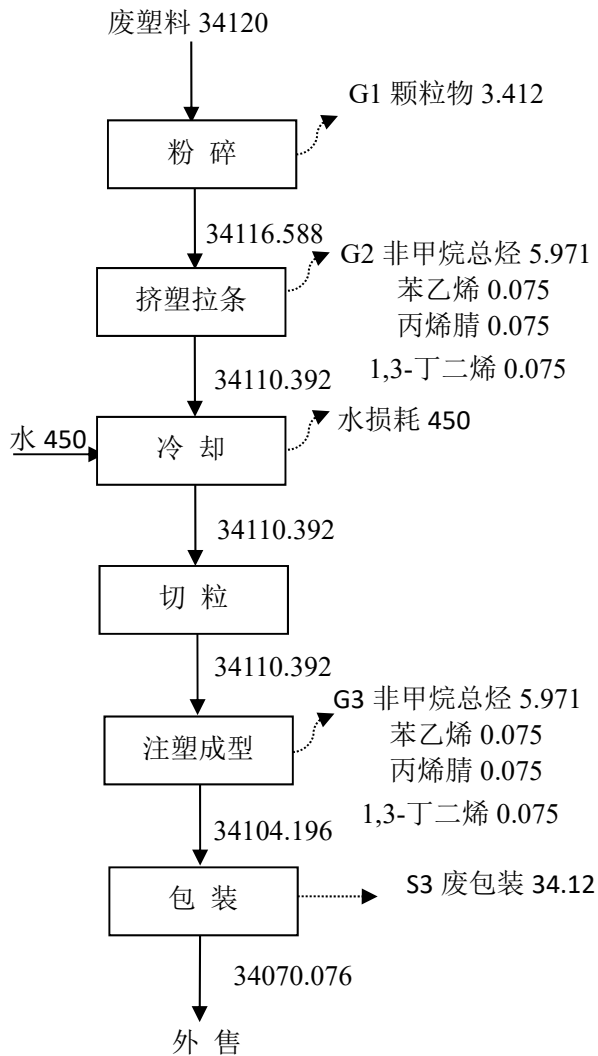 废塑料 34120
G1 颗粒物 3.412
粉 碎
34116.588
G2 非甲烷总烃 5.971
苯乙烯 0.075
丙烯腈 0.075
1,3-丁二烯 0.075
挤塑拉条
34110.392
水损耗 450
水 450
冷 却
34110.392
切 粒
34110.392
G3 非甲烷总烃 5.971
苯乙烯 0.075
丙烯腈 0.075
1,3-丁二烯 0.075
注塑成型
34104.196
包 装
S3 废包装 34.12
34070.076
外 售